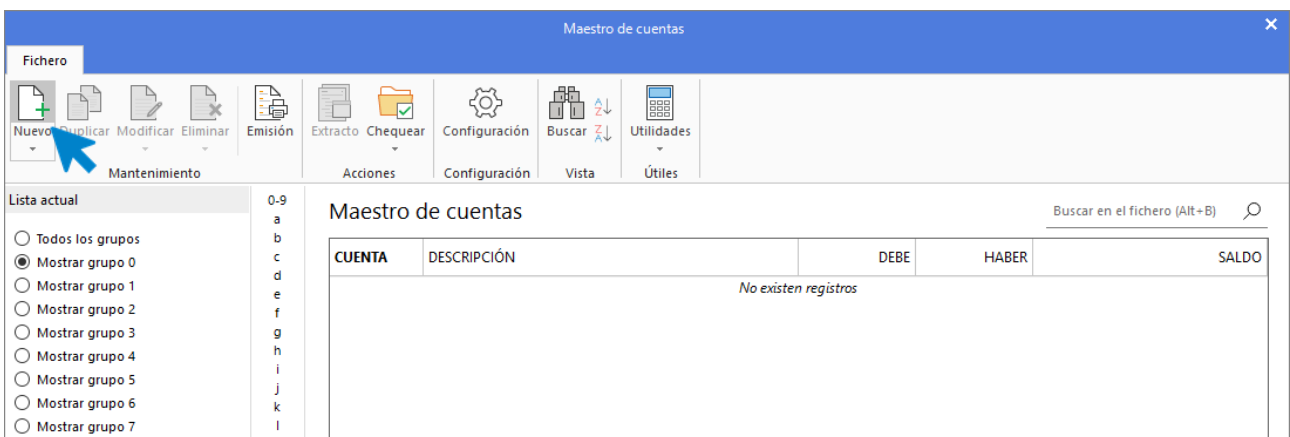 Maestro de cuentas
Fichero
Nuevo Duplicar Modificar Eliminar Emisión Extracto Chequear Configuración Buscar Utilidades
Mantenimiento Acciones Configuración Vista Útiles
Lista actual
Todos los grupos
Mostrar grupo 0
Mostrar grupo 1
Mostrar grupo 2
Mostrar grupo 3
Mostrar grupo 4
Mostrar grupo 5
Mostrar grupo 6
Mostrar grupo 7
0-9
a
b
c
d
e
f
g
h
i
j
k
l
Maestro de cuentas
Buscar en el fichero (Alt+B)
CUENTA DESCRIPCIÓN DEBE HABER SALDO
No existen registros